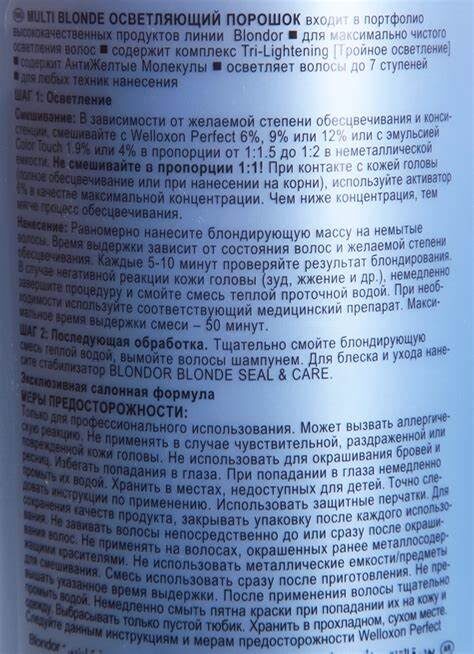 MULTI BLONDE ОСВЕТЛЯЮЩИЙ ПОРОШОК входит в портфолио
высококачественных продуктов линии Blondor ■ для максимально чистого
осветления волос ■ содержит комплекс Tri-Lightening [Тройное осветление]
■ содержит АнтиЖелтые Молекулы ■ осветляет волосы до 7 ступеней
■ для любых техник нанесения
ШАГ 1: Осветление
Смешивание: В зависимости от желаемой степени обесцвечивания и конси-
стенции, смешивайте с Welloxon Perfect 6%, 9% или 12% или с эмульсией
Color Touch 1.9% или 4% в пропорции от 1:1.5 до 1:2 в неметаллической
емкости. Не смешивайте в пропорции 1:1! При контакте с кожей головы
(полное обесцвечивание или при нанесении на корни), используйте активатор
6% в качестве максимальной концентрации. Чем ниже концентрация, тем
мягче процесс обесцвечивания.
Нанесение: Равномерно нанесите блондирующую массу на немытые
волосы. Время выдержки зависит от состояния волос и желаемой степени
обесцвечивания. Каждые 5-10 минут проверяйте результат блондирования.
В случае негативной реакции кожи головы (зуд, жжение и др.), немедленно
завершите процедуру и смойте смесь теплой проточной водой. При необ-
ходимости используйте соответствующий медицинский препарат. Макси-
мальное время выдержки смеси – 50 минут.
ШАГ 2: Последующая обработка. Тщательно смойте блондирующую
смесь теплой водой, вымойте волосы шампунем. Для блеска и ухода нане-
сите стабилизатор BLONDOR BLONDE SEAL & CARE.
Эксклюзивная салонная формула
МЕРЫ ПРЕДОСТОРОЖНОСТИ:
Только для профессионального использования. Может вызвать аллергиче-
скую реакцию. Не применять в случае чувствительной, раздраженной или
поврежденной кожи головы. Не использовать для окрашивания бровей и
ресниц. Избегать попадания в глаза. При попадании в глаза немедленно
промыть их водой. Хранить в местах, недоступных для детей. Точно сле-
довать инструкции по применению. Использовать защитные перчатки. Для
сохранения качеств продукта, закрывать упаковку после каждого использо-
вания. Не завивать волосы непосредственно до или сразу после окраши-
вания волос. Не применять на волосах, окрашенных ранее металлосодер-
жащими красителями. Не использовать металлические емкости/предметы
для смешивания. Смесь использовать сразу после приготовления. Не пре-
вышать указанное время выдержки. После применения волосы тщательно
промыть водой. Немедленно смыть пятна краски при попадании их на кожу и
одежду. Выбрасывать только пустой тюбик. Хранить в прохладном, сухом месте.
Следуйте данным инструкциям и мерам предосторожности Welloxon Perfect
Blondor